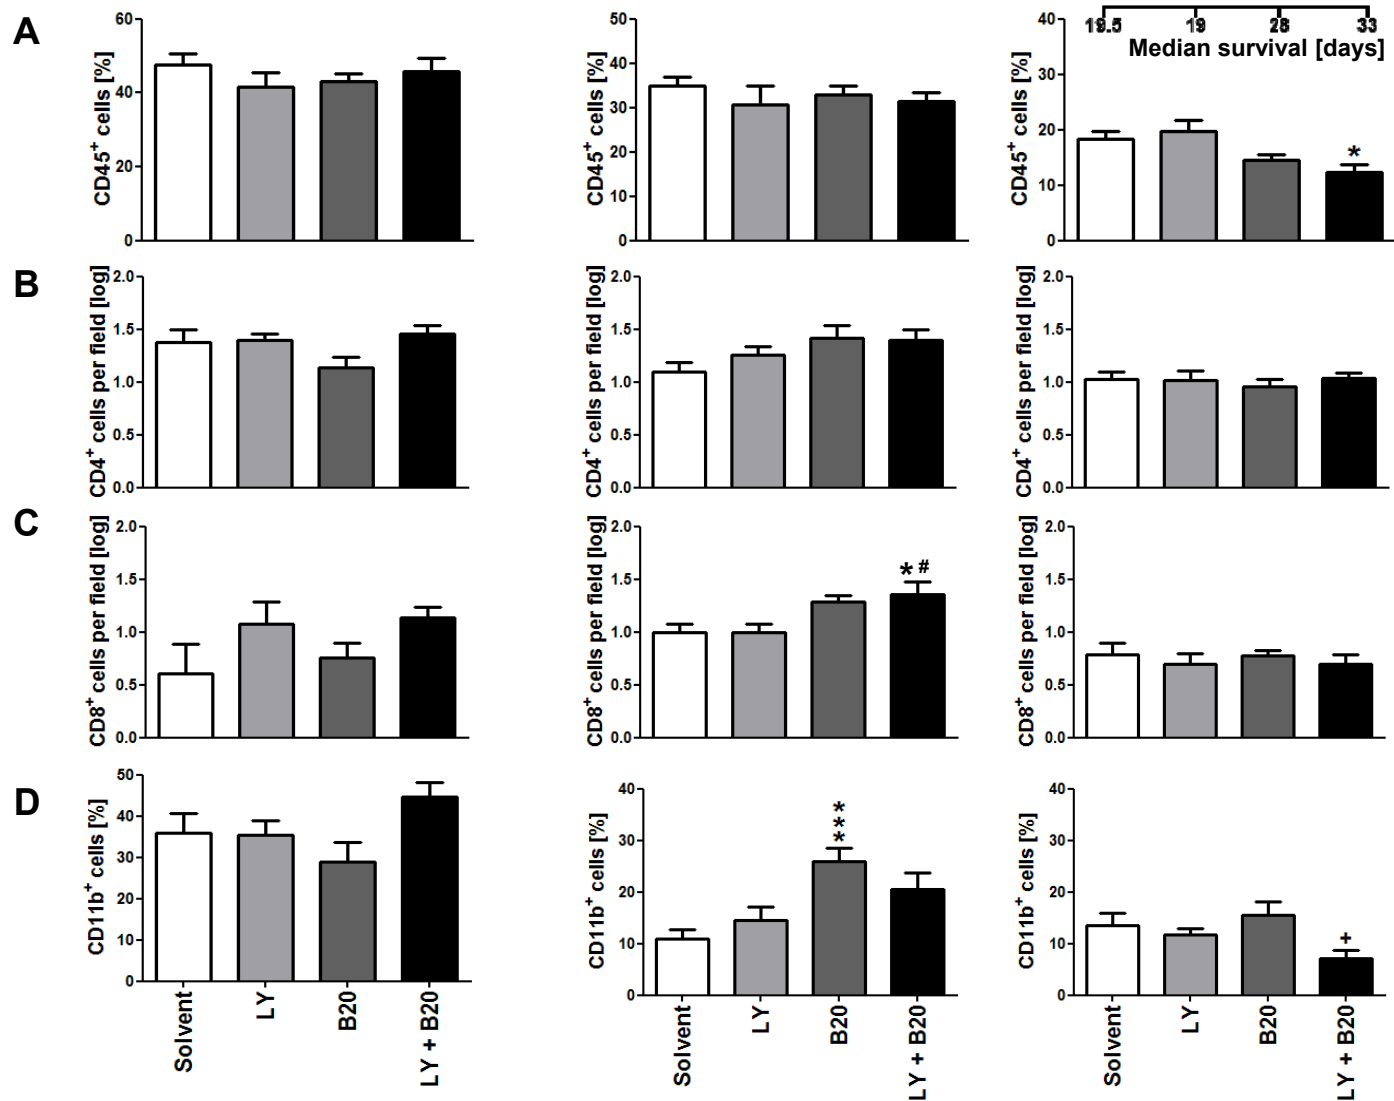 A
CD45+ cells [%]
60
40
20
0
CD45+ cells [%]
50
40
30
20
10
0
CD45+ cells [%]
40
30
20
10
0
19.5 19 28 33
Median survival [days]
*
B
CD4+ cells per field [log]
2.0
1.5
1.0
0.5
0.0
CD4+ cells per field [log]
2.0
1.5
1.0
0.5
0.0
CD4+ cells per field [log]
2.0
1.5
1.0
0.5
0.0
C
CD8+ cells per field [log]
2.0
1.5
1.0
0.5
0.0
CD8+ cells per field [log]
2.0
1.5
1.0
0.5
0.0
* #
CD8+ cells per field [log]
2.0
1.5
1.0
0.5
0.0
D
CD11b+ cells [%]
50
40
30
20
10
0
Solvent
LY
B20
LY + B20
CD11b+ cells [%]
40
30
20
10
0
***
Solvent
LY
B20
LY + B20
CD11b+ cells [%]
40
30
20
10
0
+
Solvent
LY
B20
LY + B20